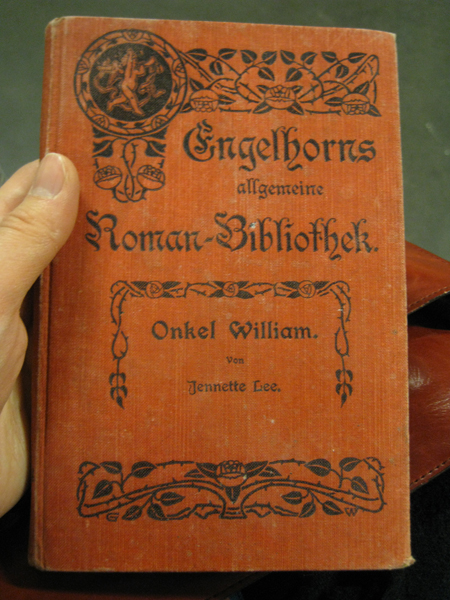 Engelhorns
allgemeine
Roman-Bibliothek.
Onkel William.
Von
Jennette Lee.
G W